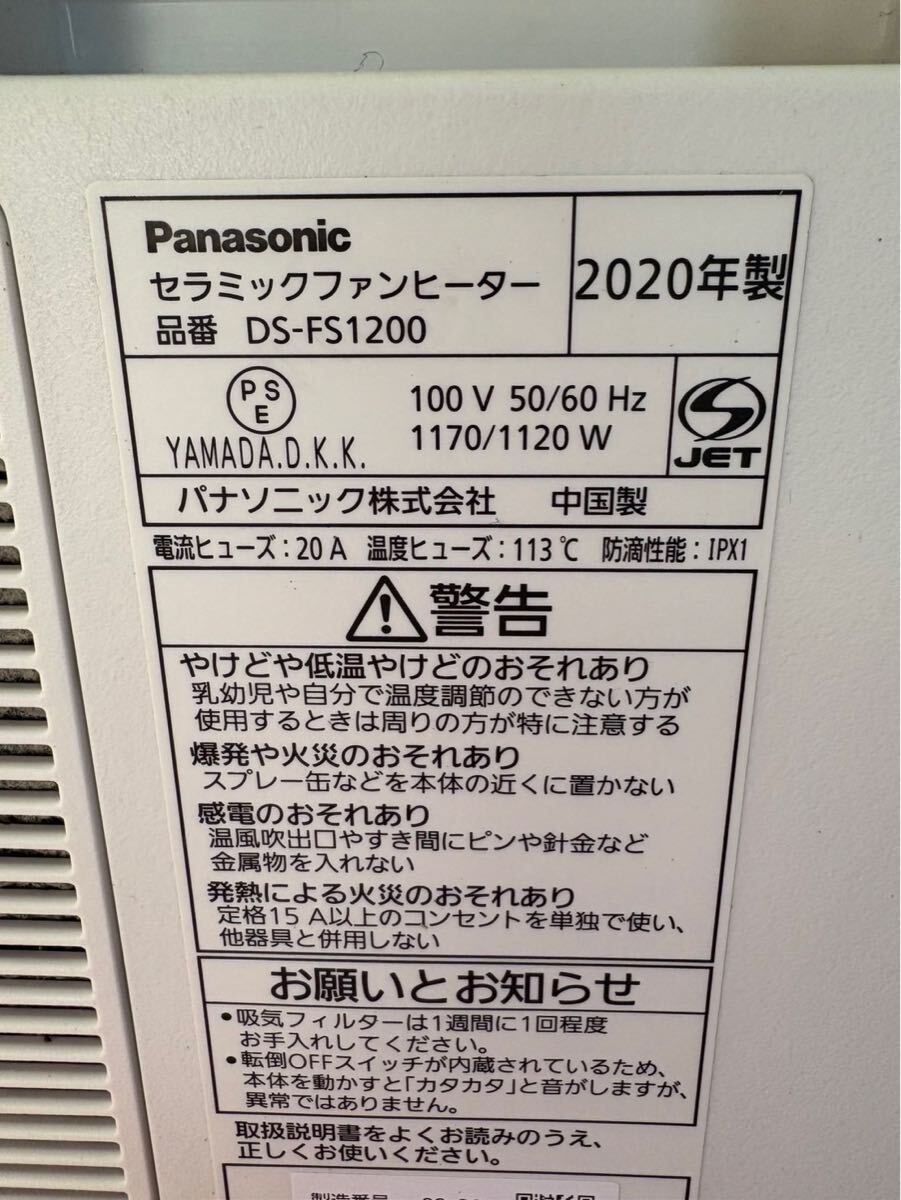 Panasonic
セラミックファンヒーター
品番 DS-FS1200
2020年製
PSE
YAMADA.D.K.K.
100 V 50/60 Hz
1170/1120 W
JET
パナソニック株式会社 中国製
電流ヒューズ：20 A 温度ヒューズ：113℃ 防滴性能：IPX1
警告
やけどや低温やけどのおそれあり
乳幼児や自分で温度調節のできない方が
使用するときは周りの方が特に注意する
爆発や火災のおそれあり
スプレー缶などを本体の近くに置かない
感電のおそれあり
温風吹出口やすき間にピンや針金など
金属物を入れない
発熱による火災のおそれあり
定格15 A以上のコンセントを単独で使い、
他器具と併用しない
お願いとお知らせ
•吸気フィルターは1週間に1回程度
お手入れしてください。
•転倒OFFスイッチが内蔵されているため、
本体を動かすと「カタカタ」と音がしますが、
異常ではありません。
取扱説明書をよくお読みのうえ、
正しくお使いください。
製造番号